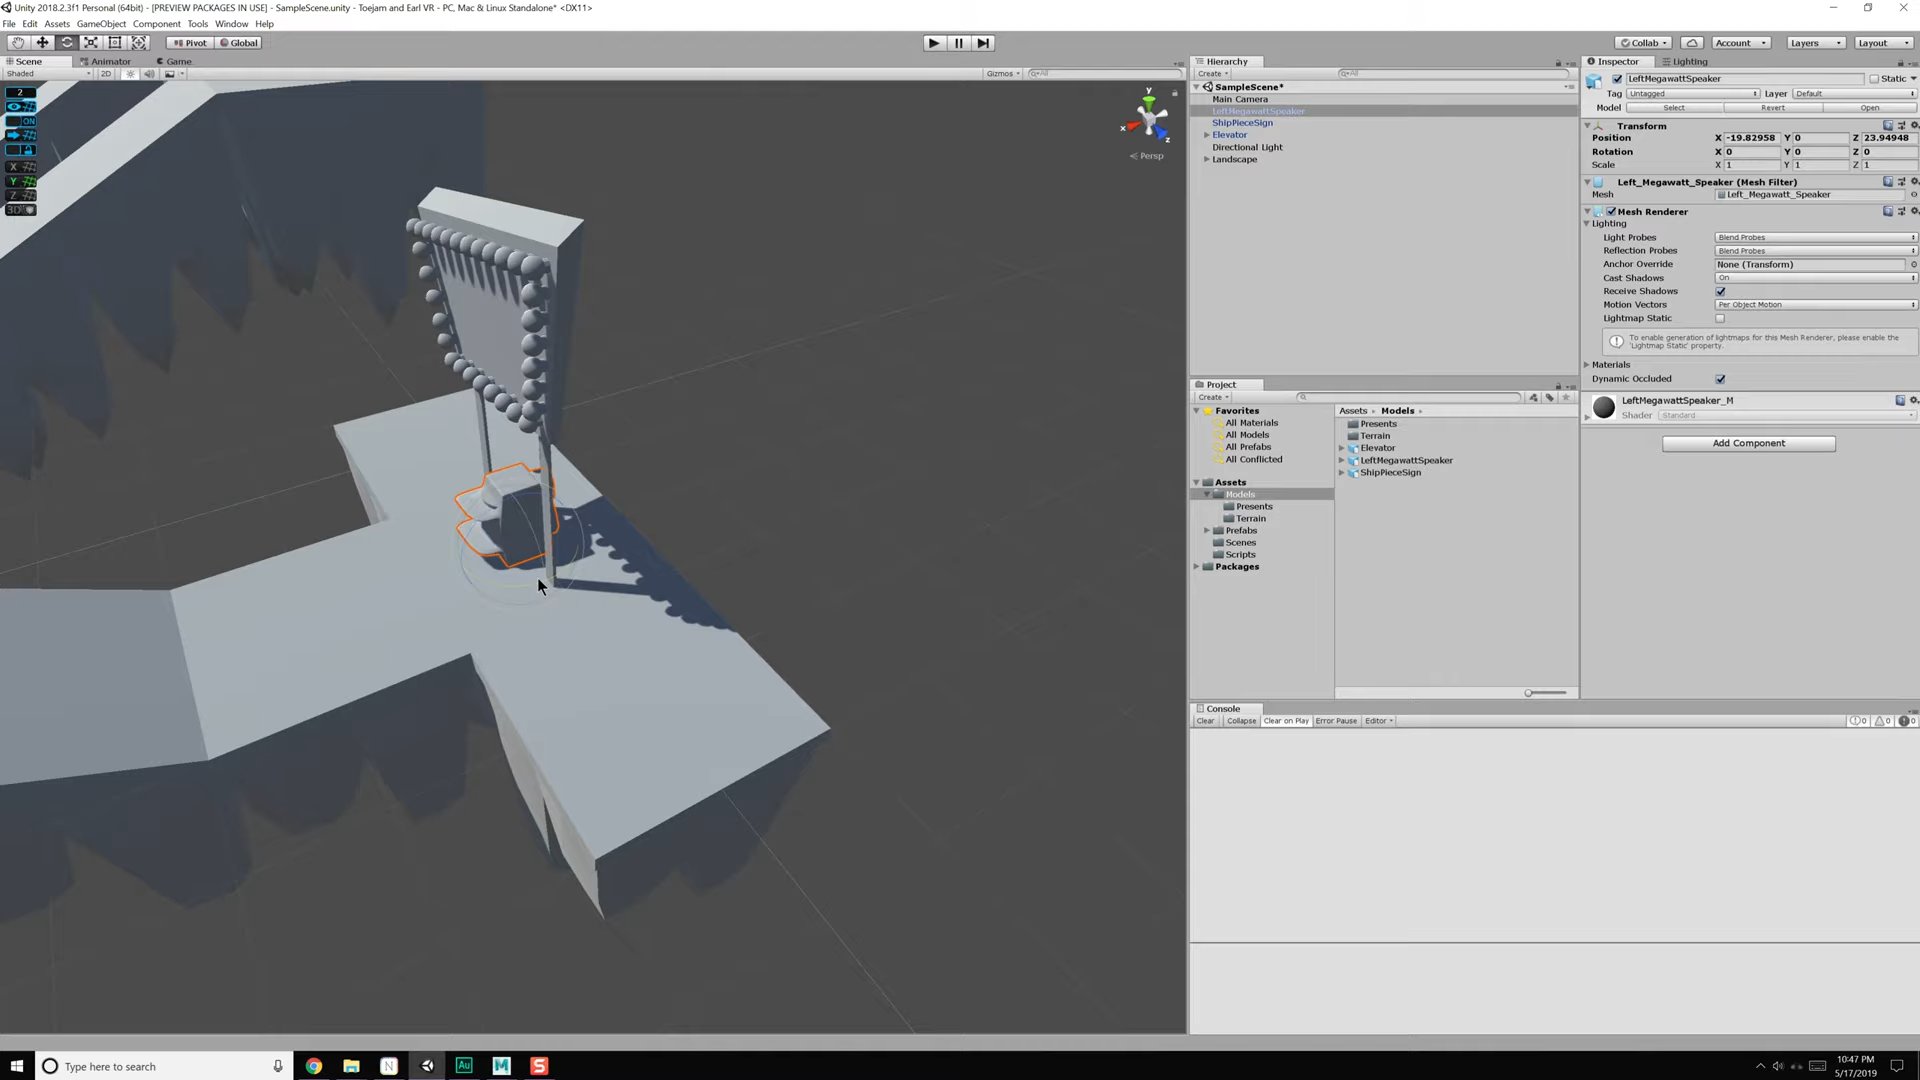 Unity 2018.2.3f1 Personal (64bit) - [PREVIEW PACKAGES IN USE] - SampleScene.unity - Toejam and Earl VR - PC, Mac & Linux Standalone* <DX11>
File Edit Assets GameObject Component Tools Window Help
Pivot Global
Collab Account Layers Layout
Scene Animator Game
Shaded 2D Gizmos All
2
ON
X
Y
Z
3D
y
x
z
Persp
Hierarchy
Create All
SampleScene*
Main Camera
LeftMegawattSpeaker
ShipPieceSign
Elevator
Directional Light
Landscape
Project
Create
Favorites
All Materials
All Models
All Prefabs
All Conflicted
Assets
Models
Presents
Terrain
Prefabs
Scenes
Scripts
Packages
Assets Models
Presents
Terrain
Elevator
LeftMegawattSpeaker
ShipPieceSign
Console
Clear Collapse Clear on Play Error Pause Editor 0 0 0
Inspector Lighting
LeftMegawattSpeaker Static
Tag Untagged Layer Default
Model Select Revert Open
Transform
Position X -19.82958 Y 0 Z 23.94948
Rotation X 0 Y 0 Z 0
Scale X 1 Y 1 Z 1
Left_Megawatt_Speaker (Mesh Filter)
Mesh Left_Megawatt_Speaker
Mesh Renderer
Lighting
Light Probes Blend Probes
Reflection Probes Blend Probes
Anchor Override None (Transform)
Cast Shadows On
Receive Shadows
Motion Vectors Per Object Motion
Lightmap Static
To enable generation of lightmaps for this Mesh Renderer, please enable the
'Lightmap Static' property.
Materials
Dynamic Occluded
LeftMegawattSpeaker_M
Shader Standard
Add Component
Type here to search
N
Au
M
S
10:47 PM
5/17/2019